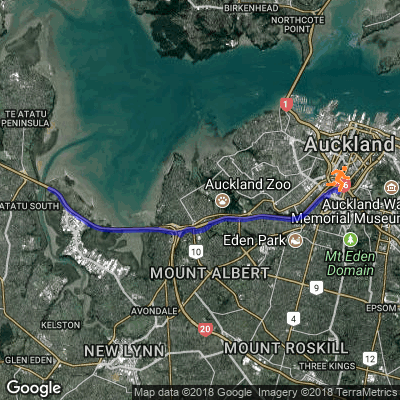 BIRKENHEAD
NORTHCOTE
POINT
TE ATATU
PENINSULA
1
Auckland
Auckland Zoo
6
ATATU SOUTH
Auckland Wa
Memorial Museum
Eden Park
10
Mt Eden
Domain
MOUNT ALBERT
9
EPSOM
AVONDALE
4
KELSTON
20
NEW LYNN
MOUNT ROSKILL
GLEN EDEN
THREE KINGS
12
Google
Map data ©2018 Google Imagery ©2018 TerraMetrics